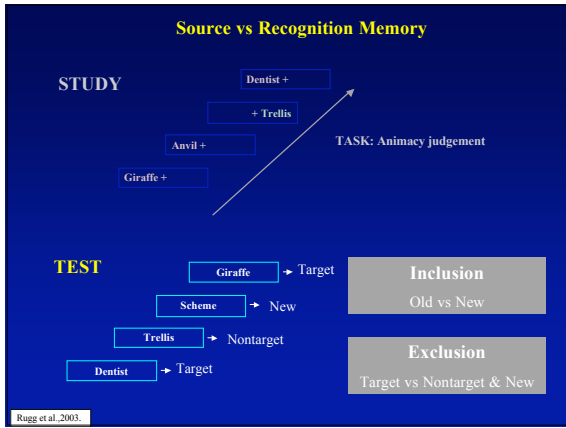 Source vs Recognition Memory
STUDY
Dentist +
+ Trellis
Anvil +
TASK: Animacy judgement
Giraffe +
TEST
Giraffe
Target
Scheme
New
Trellis
Nontarget
Dentist
Target
Inclusion
Old vs New
Exclusion
Target vs Nontarget & New
Rugg et al.,2003.